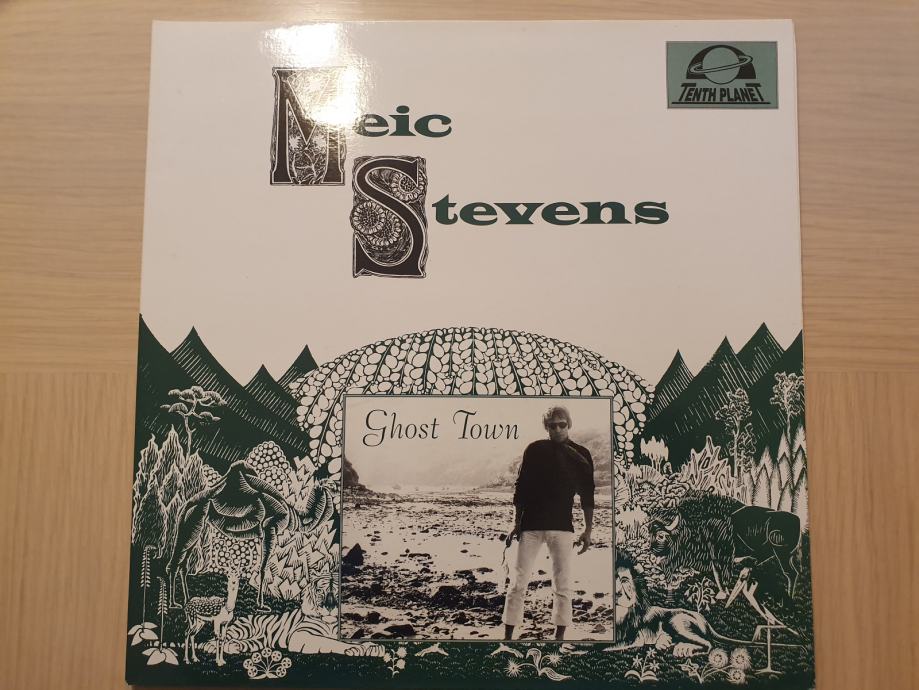 Meic
Stevens
TENTH PLANET
Ghost Town